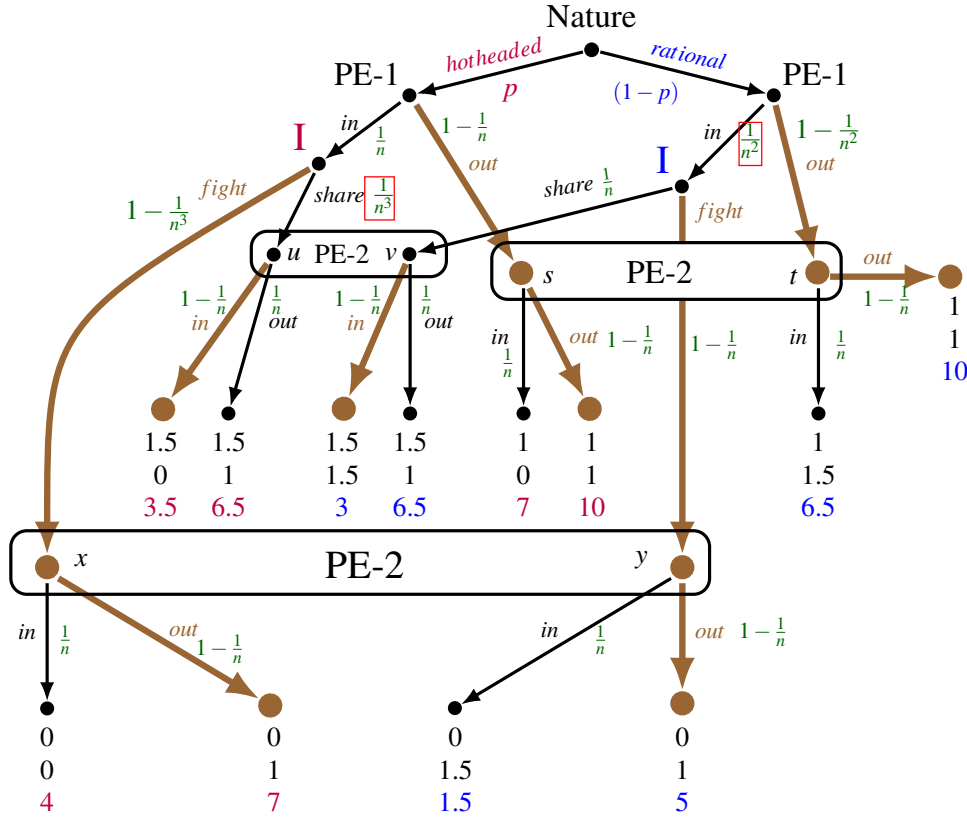 Nature
hotheaded rational
PE-1 p (1 − p) PE-1
in 1/n 1 − 1/n out in 1/n² 1 − 1/n² out
I I
fight share 1/n³ share 1/n fight
1 − 1/n³
u PE-2 v s PE-2 t out 1 − 1/n
1 − 1/n in 1/n out 1 − 1/n in 1/n out in 1/n out 1 − 1/n 1 − 1/n in 1/n
1
1
10
1.5 1.5 1.5 1.5 1 1 1
0 1 1.5 1 0 1 1.5
3.5 6.5 3 6.5 7 10 6.5
x PE-2 y
in 1/n out 1 − 1/n in 1/n out 1 − 1/n
0 0 0 0
0 1 1.5 1
4 7 1.5 5